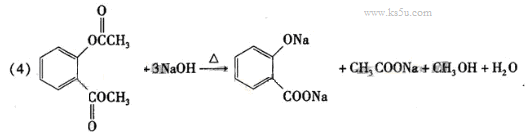 www.ks5u.com
O
OCCH₃ ONa
(4) +3NaOH △ + CH₃COONa + CH₃OH + H₂O
COCH₃ COONa
O